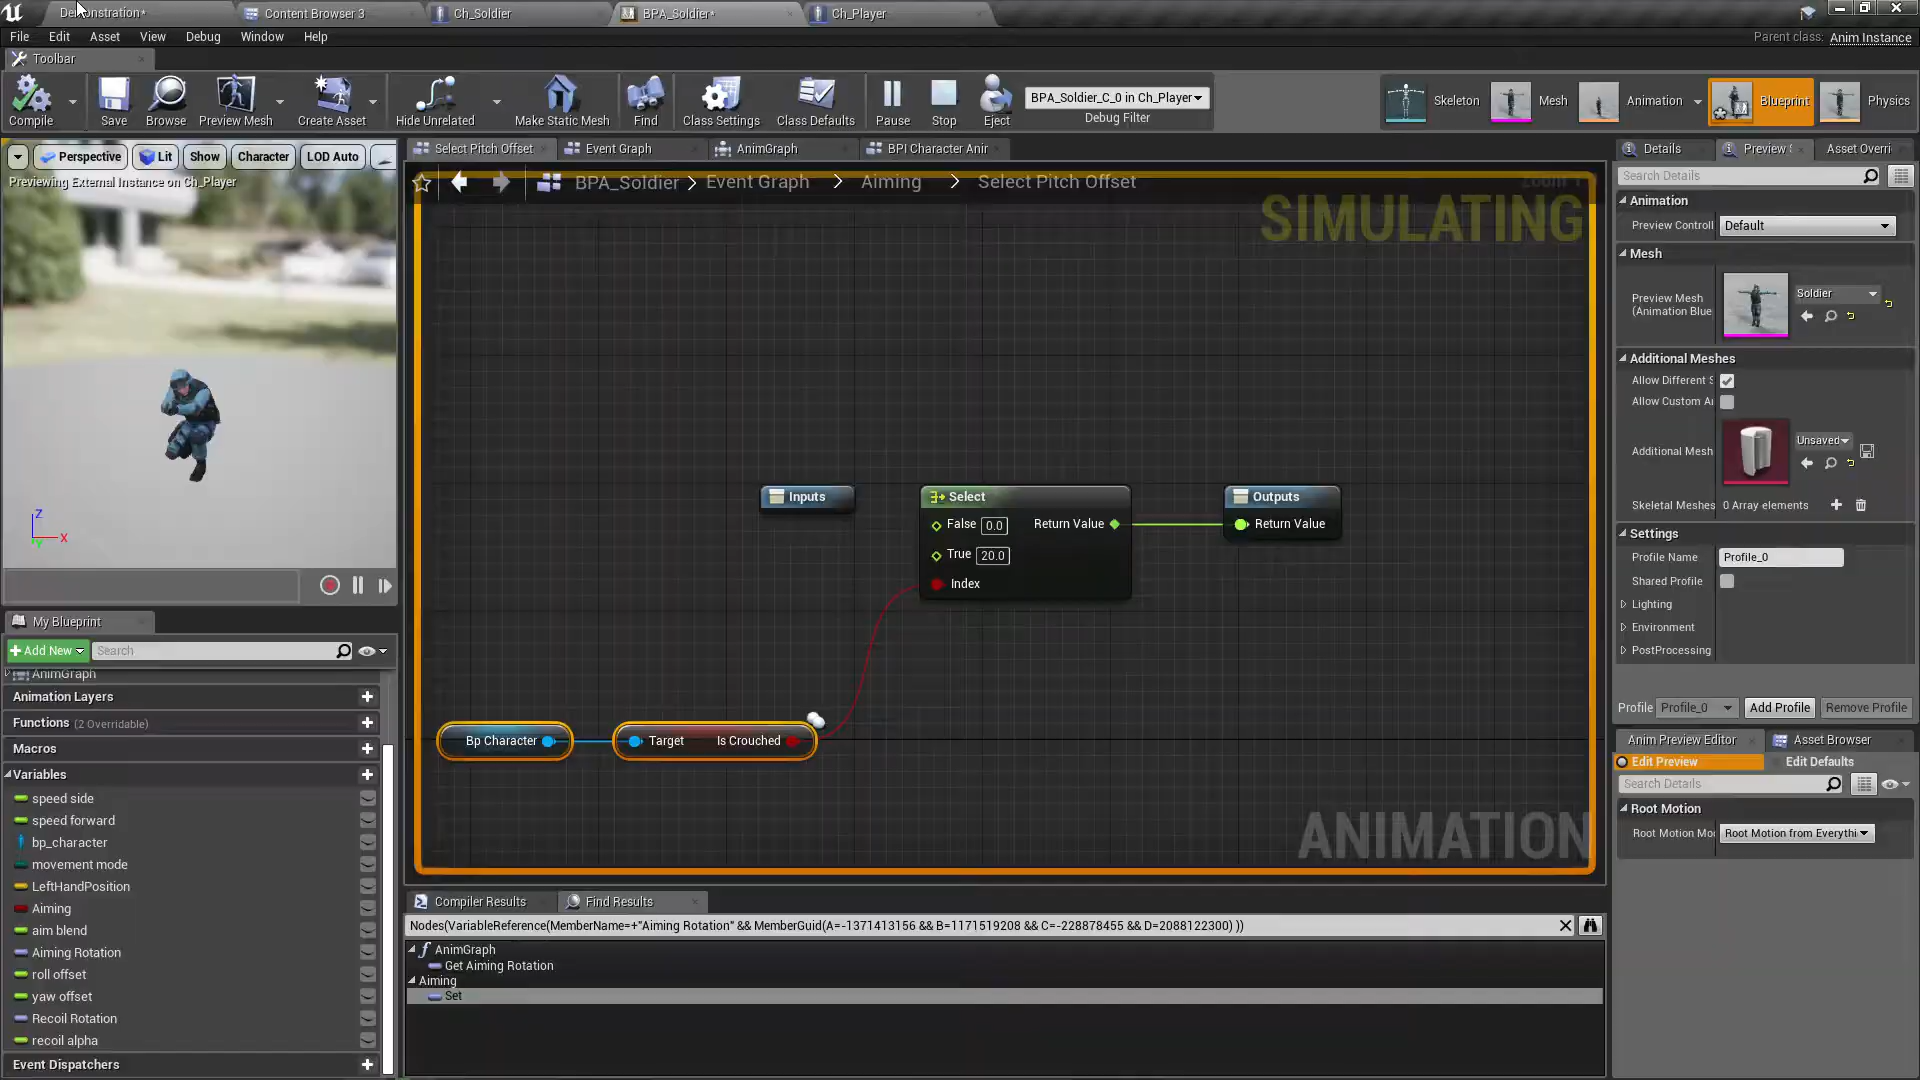 Demonstration*
Content Browser 3
Ch_Soldier
BPA_Soldier*
Ch_Player
File
Edit
Asset
View
Debug
Window
Help
Parent class:
Anim Instance
Toolbar
Compile
Save
Browse
Preview Mesh
Create Asset
Hide Unrelated
Make Static Mesh
Find
Class Settings
Class Defaults
Pause
Stop
Eject
BPA_Soldier_C_0 in Ch_Player
Debug Filter
Skeleton
Mesh
Animation
Blueprint
Physics
Perspective
Lit
Show
Character
LOD Auto
Previewing External Instance on Ch_Player
Z
X
Select Pitch Offset
Event Graph
AnimGraph
BPI Character Anir
BPA_Soldier
Event Graph
Aiming
Select Pitch Offset
SIMULATING
Inputs
Select
False
0.0
Return Value
True
20.0
Index
Outputs
Return Value
Bp Character
Target
Is Crouched
ANIMATION
My Blueprint
Add New
Search
AnimGraph
Animation Layers
Functions (2 Overridable)
Macros
Variables
speed side
speed forward
bp_character
movement mode
LeftHandPosition
Aiming
aim blend
Aiming Rotation
roll offset
yaw offset
Recoil Rotation
recoil alpha
Event Dispatchers
Compiler Results
Find Results
Nodes(VariableReference(MemberName=+"Aiming Rotation" && MemberGuid(A=-1371413156 && B=1171519208 && C=-228878455 && D=2088122300) ))
AnimGraph
Get Aiming Rotation
Aiming
Set
Details
Preview S
Asset Overri
Search Details
Animation
Preview Controll
Default
Mesh
Preview Mesh
(Animation Blue
Soldier
Additional Meshes
Allow Different S
Allow Custom Ai
Additional Mesh
Unsaved
Skeletal Meshes
0 Array elements
Settings
Profile Name
Profile_0
Shared Profile
Lighting
Environment
PostProcessing
Profile
Profile_0
Add Profile
Remove Profile
Anim Preview Editor
Asset Browser
Edit Preview
Edit Defaults
Search Details
Root Motion
Root Motion Mo
Root Motion from Everythi